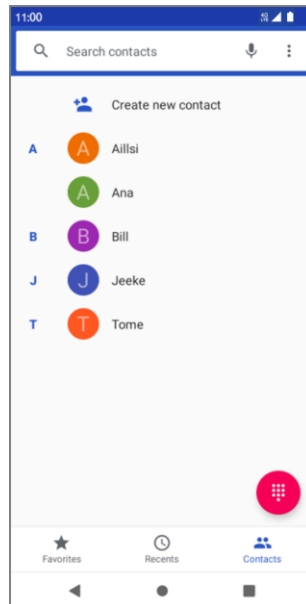 11:00
Search contacts
Create new contact
A A Aillsi
A Ana
B B Bill
J J Jeeke
T T Tome
Favorites Recents Contacts